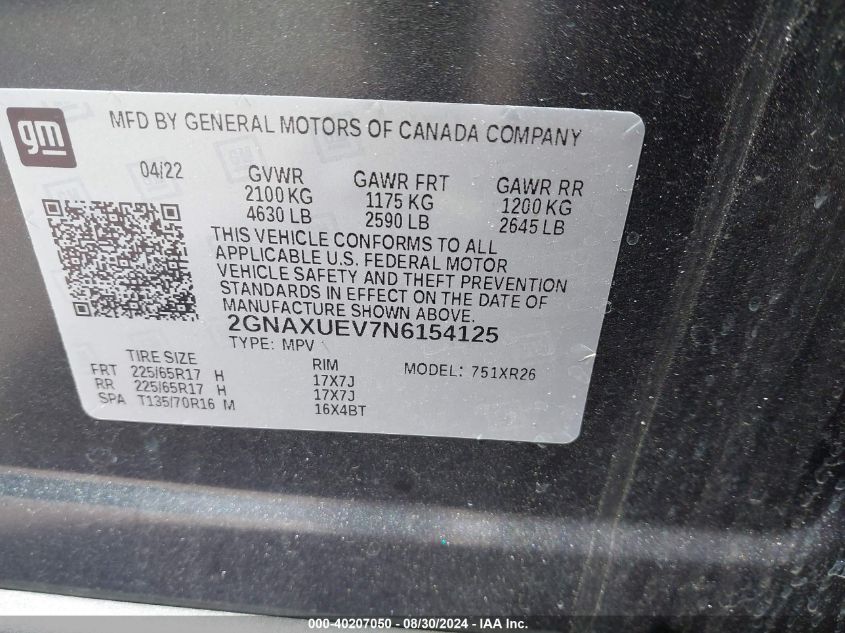 gm
MFD BY GENERAL MOTORS OF CANADA COMPANY
04/22
GVWR
2100 KG
4630 LB
GAWR FRT
1175 KG
2590 LB
GAWR RR
1200 KG
2645 LB
THIS VEHICLE CONFORMS TO ALL
APPLICABLE U.S. FEDERAL MOTOR
VEHICLE SAFETY AND THEFT PREVENTION
STANDARDS IN EFFECT ON THE DATE OF
MANUFACTURE SHOWN ABOVE.
2GNAXUEV7N6154125
TYPE: MPV
TIRE SIZE
RIM
MODEL: 751XR26
FRT 225/65R17 H 17X7J
RR 225/65R17 H 17X7J
SPA T135/70R16 M 16X4BT
000-40207050 - 08/30/2024 - IAA Inc.